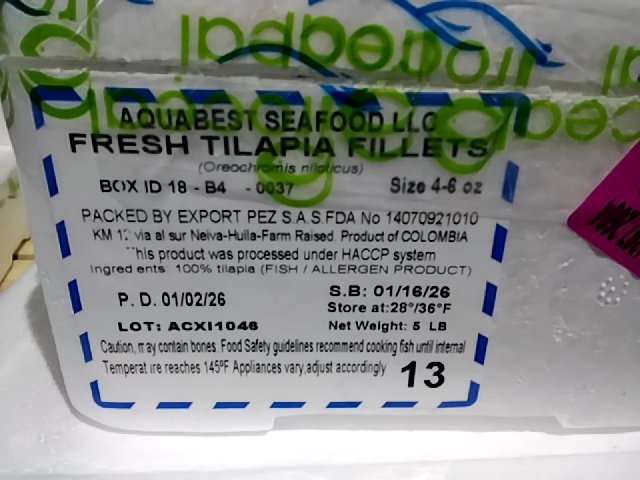 AQUABEST SEAFOOD LLC
FRESH TILAPIA FILLETS
(Oreochromis niloticus)
BOX ID 18 - B4 - 0037 Size 4-6 oz
PACKED BY EXPORT PEZ S.A.S FDA No 14070921010
KM 12 via al sur Neiva-Huila-Farm Raised. Product of COLOMBIA
This product was processed under HACCP system
Ingredients: 100% tilapia (FISH / ALLERGEN PRODUCT)
P. D. 01/02/26 S.B: 01/16/26
Store at:28°/36°F
LOT: ACXI1046 Net Weight: 5 LB
Caution, may contain bones. Food Safety guidelines recommend cooking fish until internal
Temperature reaches 145°F Appliances vary,adjust accordingly
13